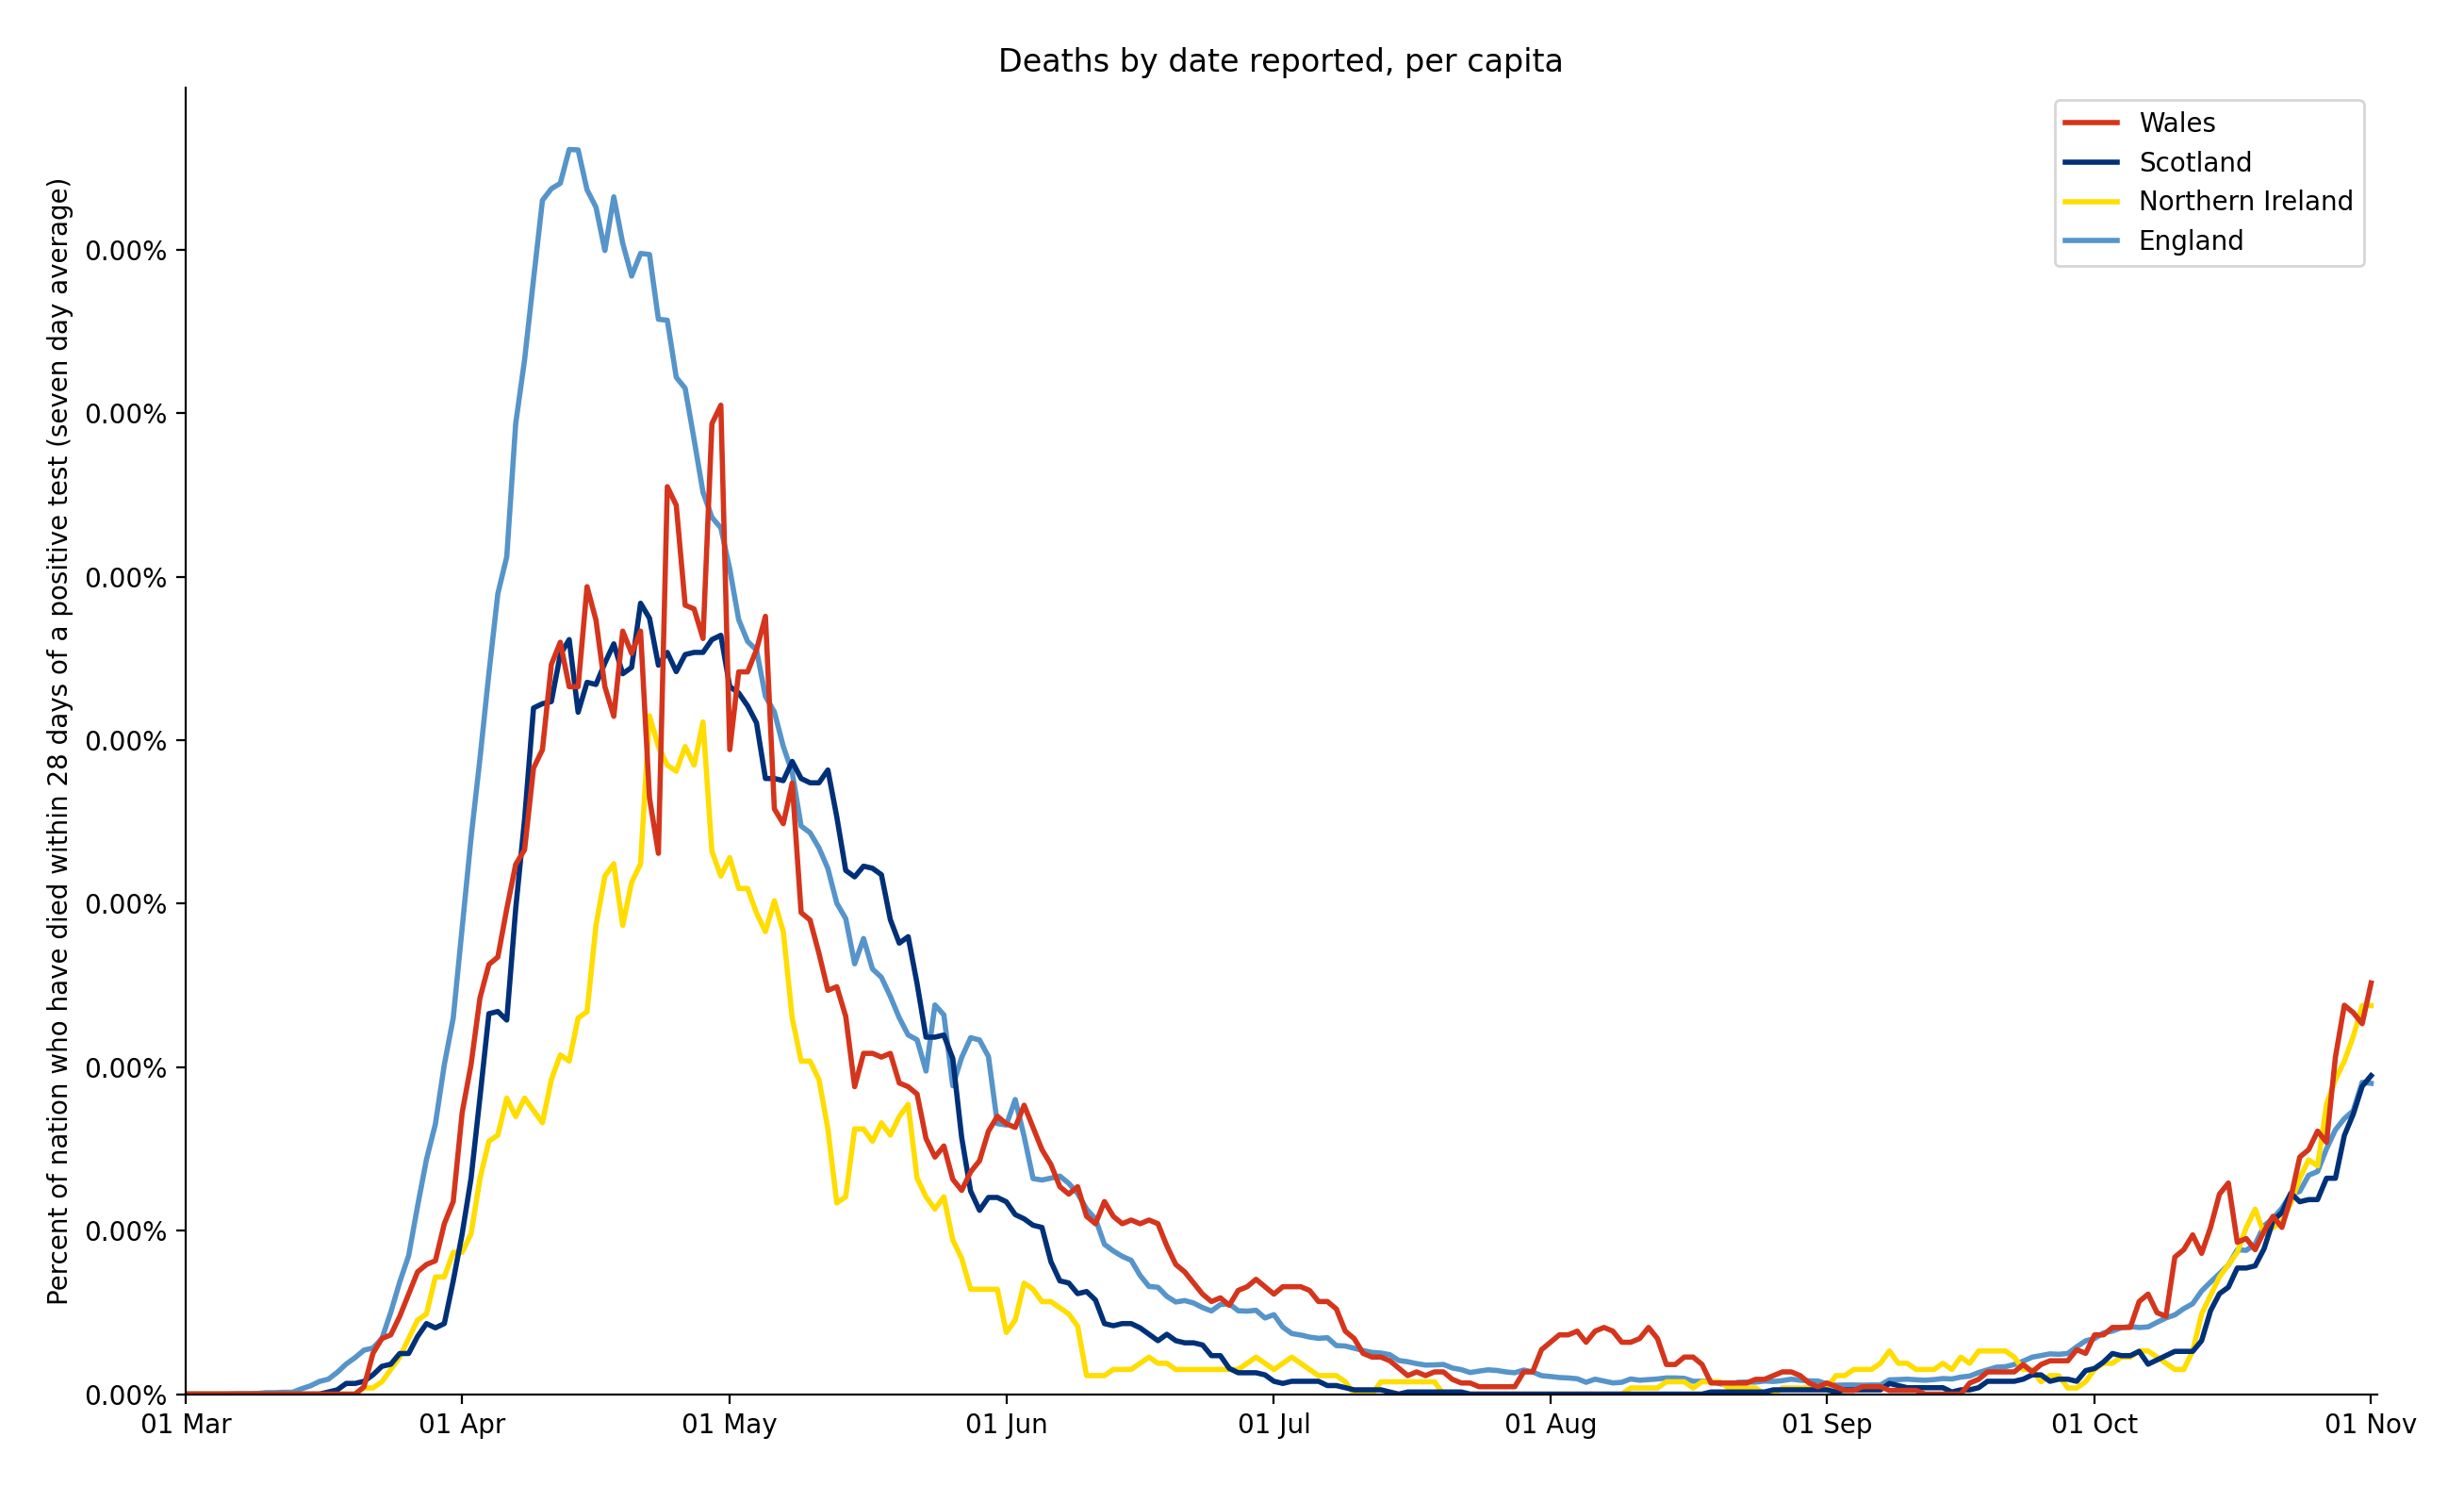 Deaths by date reported, per capita
Wales
Scotland
Northern Ireland
England
Percent of nation who have died within 28 days of a positive test (seven day average)
0.00%
0.00%
0.00%
0.00%
0.00%
0.00%
0.00%
0.00%
01 Mar
01 Apr
01 May
01 Jun
01 Jul
01 Aug
01 Sep
01 Oct
01 Nov